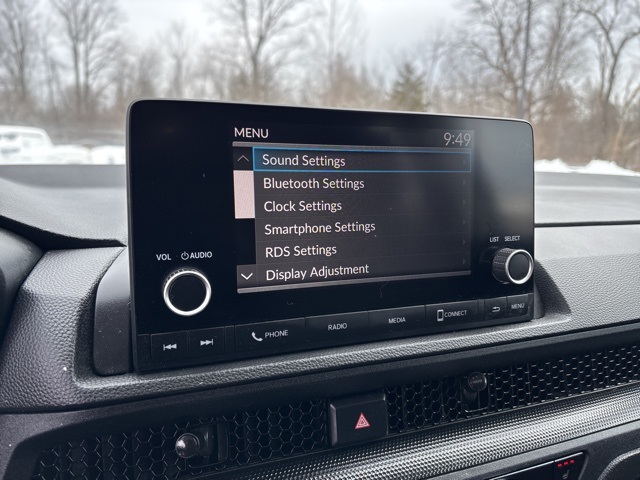 MENU
9:49
Sound Settings
Bluetooth Settings
Clock Settings
Smartphone Settings
RDS Settings
Display Adjustment
VOL AUDIO
LIST SELECT
PHONE
RADIO
MEDIA
CONNECT
MENU